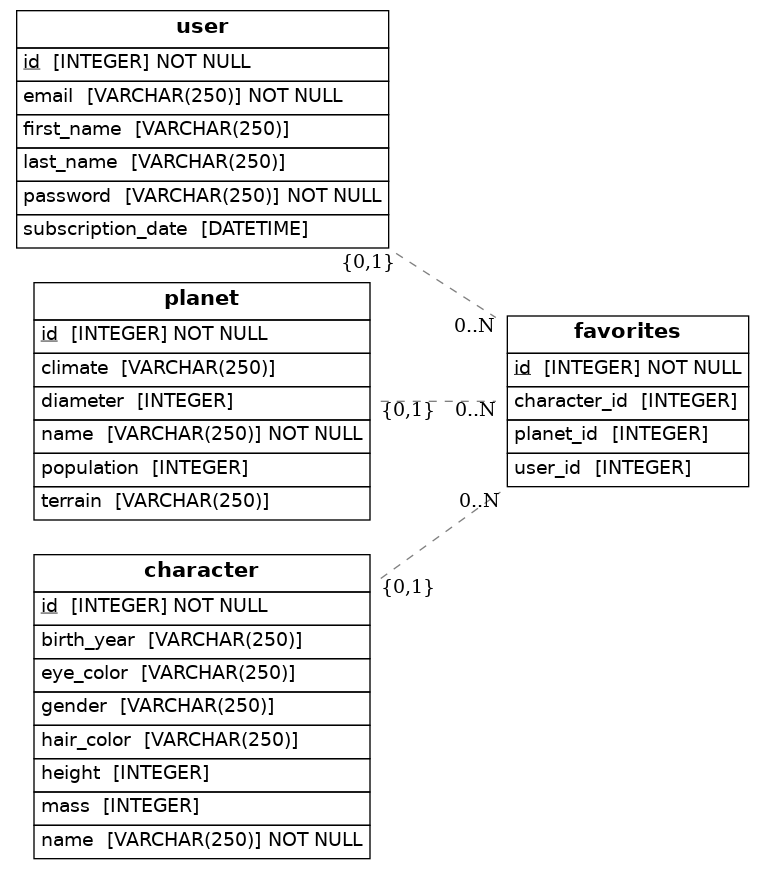 user
id [INTEGER] NOT NULL
email [VARCHAR(250)] NOT NULL
first_name [VARCHAR(250)]
last_name [VARCHAR(250)]
password [VARCHAR(250)] NOT NULL
subscription_date [DATETIME]
{0,1}
0..N
planet
id [INTEGER] NOT NULL
climate [VARCHAR(250)]
diameter [INTEGER]
name [VARCHAR(250)] NOT NULL
population [INTEGER]
terrain [VARCHAR(250)]
{0,1} 0..N
favorites
id [INTEGER] NOT NULL
character_id [INTEGER]
planet_id [INTEGER]
user_id [INTEGER]
0..N
{0,1}
character
id [INTEGER] NOT NULL
birth_year [VARCHAR(250)]
eye_color [VARCHAR(250)]
gender [VARCHAR(250)]
hair_color [VARCHAR(250)]
height [INTEGER]
mass [INTEGER]
name [VARCHAR(250)] NOT NULL